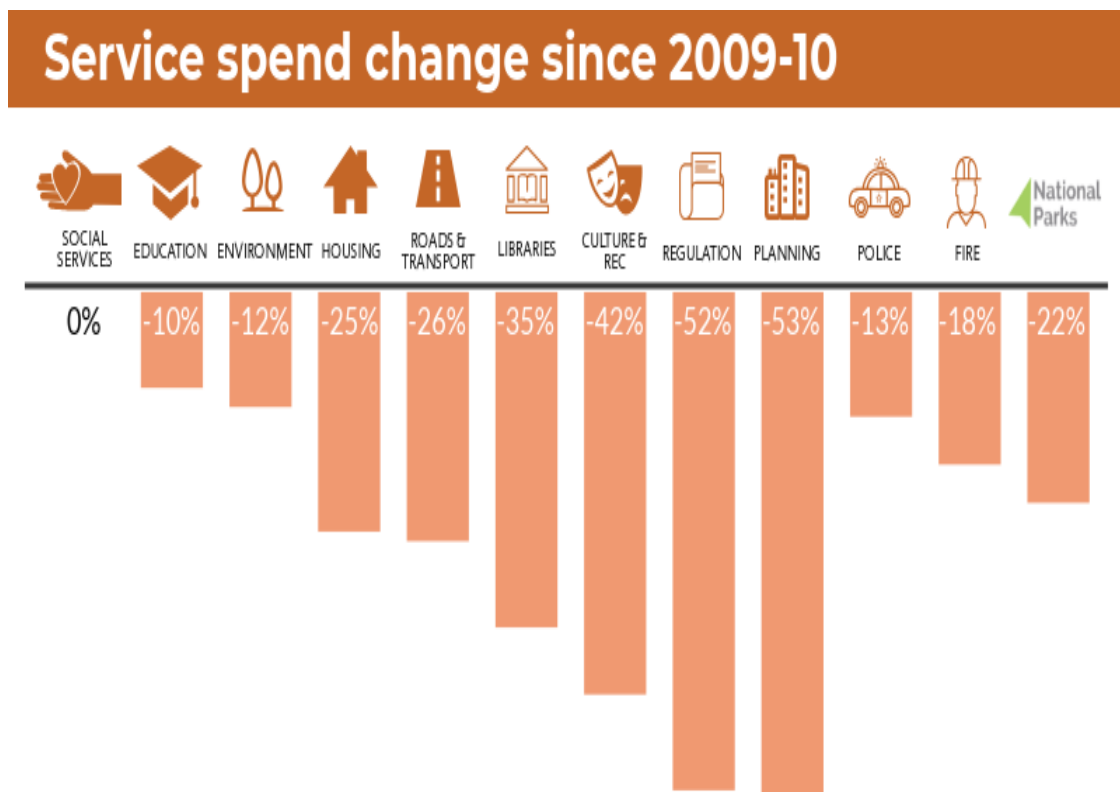 Service spend change since 2009-10
SOCIAL
SERVICES
EDUCATION
ENVIRONMENT
HOUSING
ROADS &
TRANSPORT
LIBRARIES
CULTURE &
REC
REGULATION
PLANNING
POLICE
FIRE
National
Parks
0%
-10%
-12%
-25%
-26%
-35%
-42%
-52%
-53%
-13%
-18%
-22%